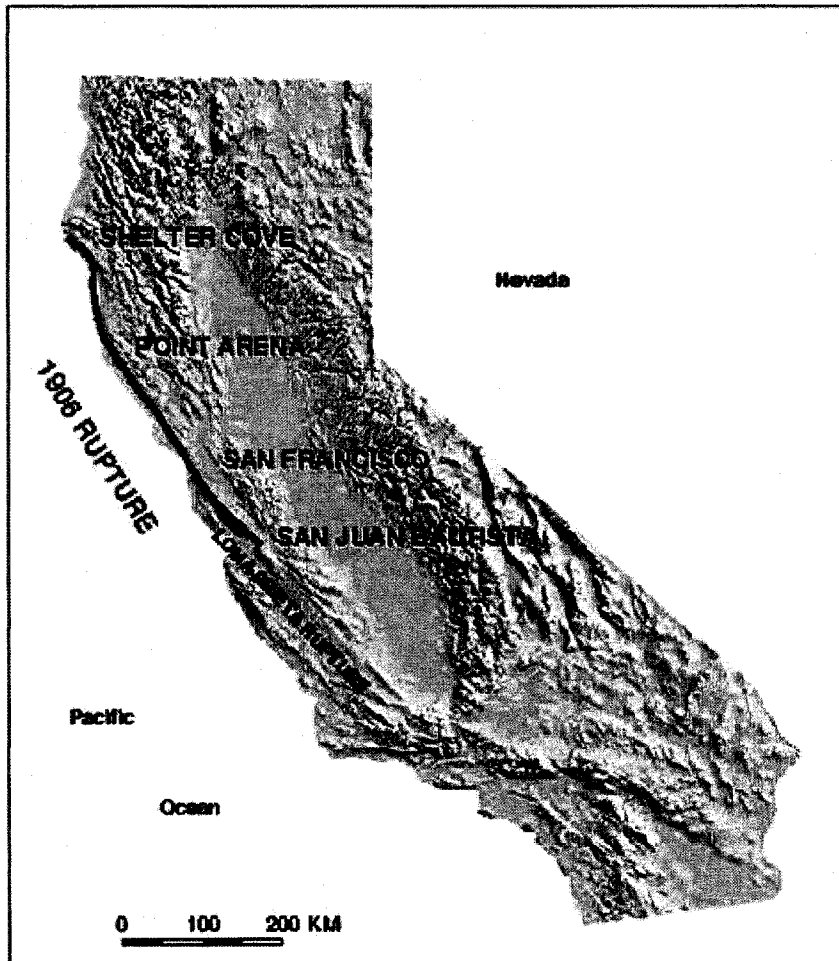 SHELTER COVE
Nevada
POINT ARENA
1906 RUPTURE
SAN FRANCISCO
SAN JUAN BAUTISTA
LOMA PRIETA RUPTURE
Pacific
Ocean
0 100 200 KM